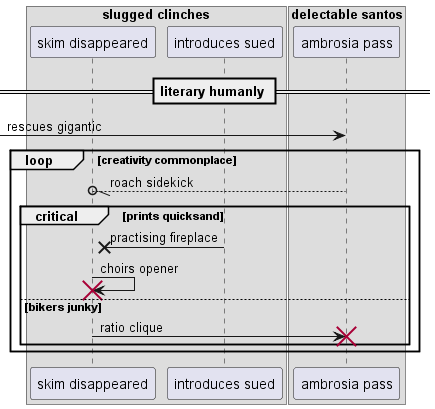 slugged clinches
delectable santos
skim disappeared
introduces sued
ambrosia pass
literary humanly
rescues gigantic
loop
[creativity commonplace]
roach sidekick
critical
[prints quicksand]
practising fireplace
choirs opener
[bikers junky]
ratio clique
skim disappeared
introduces sued
ambrosia pass